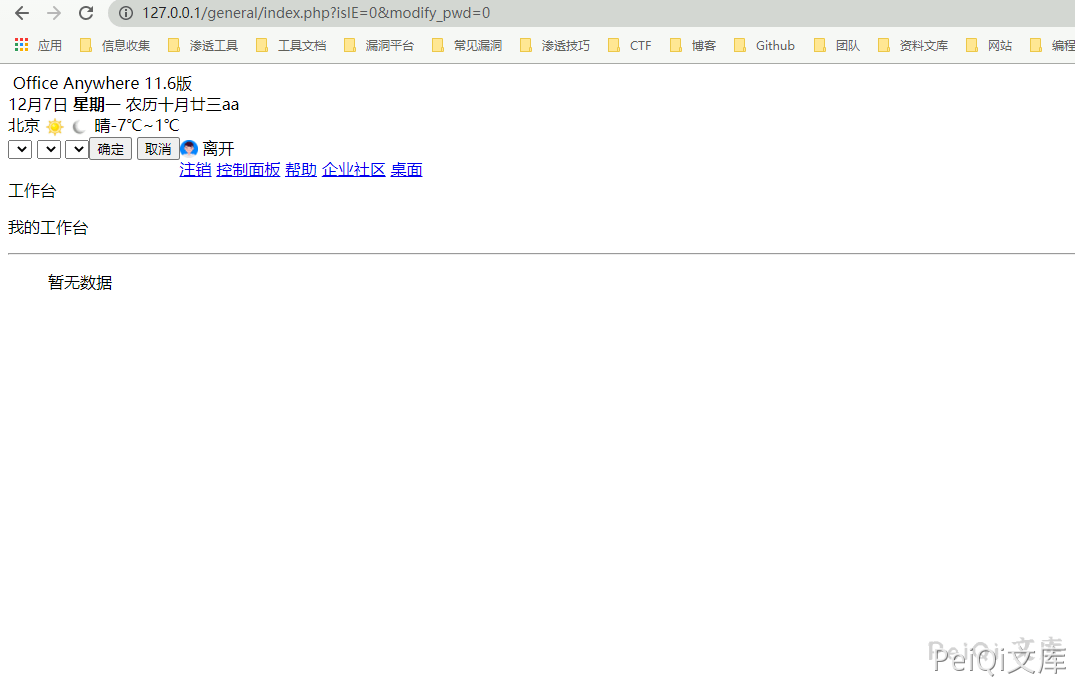 127.0.0.1/general/index.php?isIE=0&modify_pwd=0
应用 信息收集 渗透工具 工具文档 漏洞平台 常见漏洞 渗透技巧 CTF 博客 Github 团队 资料文库 网站 编程
Office Anywhere 11.6版
12月7日 星期一 农历十月廿三aa
北京 晴-7℃~1℃
确定 取消 离开
注销 控制面板 帮助 企业社区 桌面
工作台
我的工作台
暂无数据
PeiQi 文库
PeiQi文库